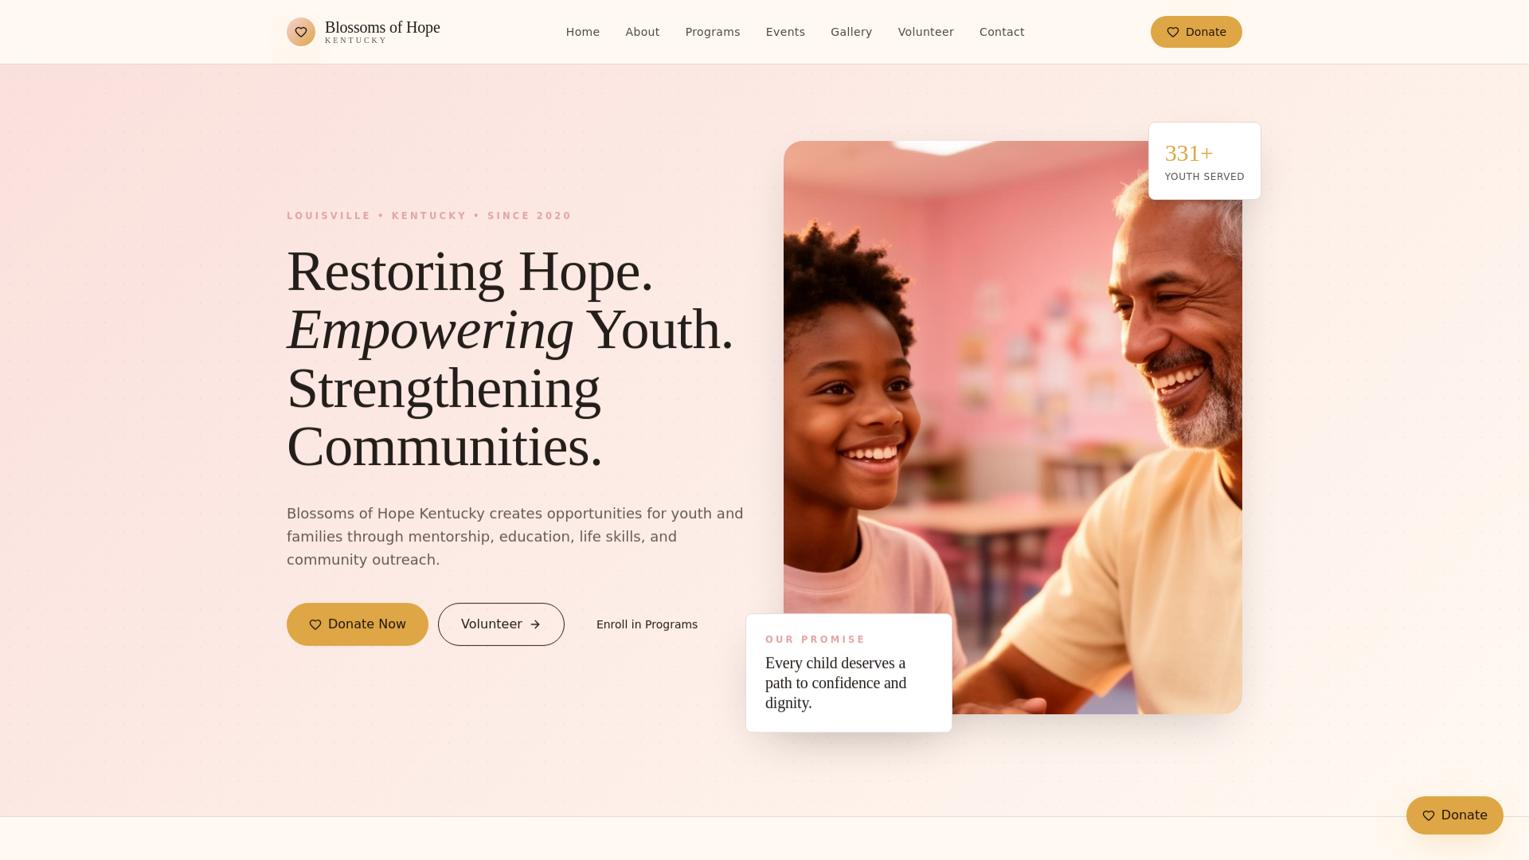 Blossoms of Hope
KENTUCKY
Home
About
Programs
Events
Gallery
Volunteer
Contact
Donate
331+
YOUTH SERVED
LOUISVILLE • KENTUCKY • SINCE 2020
Restoring Hope.
Empowering Youth.
Strengthening
Communities.
Blossoms of Hope Kentucky creates opportunities for youth and
families through mentorship, education, life skills, and
community outreach.
Donate Now
Volunteer →
Enroll in Programs
OUR PROMISE
Every child deserves a
path to confidence and
dignity.
Donate